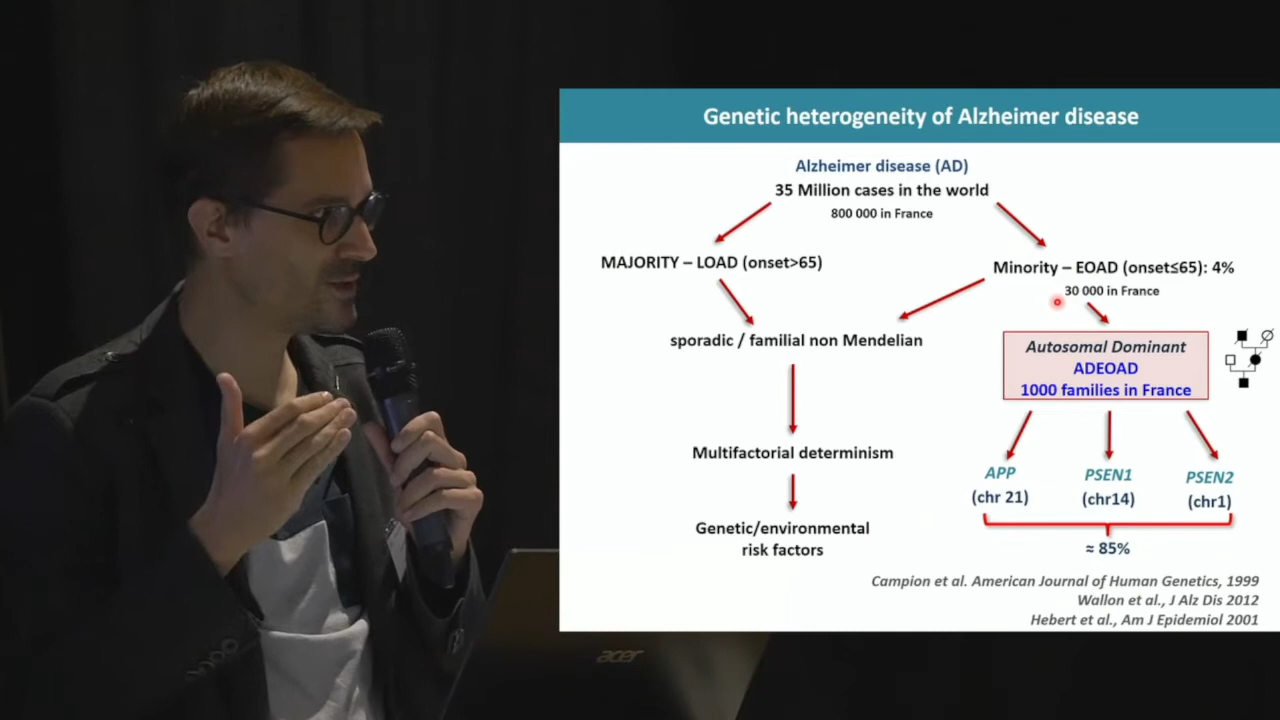 Genetic heterogeneity of Alzheimer disease
Alzheimer disease (AD)
35 Million cases in the world
800 000 in France
MAJORITY – LOAD (onset>65)
Minority – EOAD (onset≤65): 4%
30 000 in France
sporadic / familial non Mendelian
Autosomal Dominant
ADEOAD
1000 families in France
Multifactorial determinism
APP
(chr 21)
PSEN1
(chr14)
PSEN2
(chr1)
Genetic/environmental
risk factors
≈ 85%
Campion et al. American Journal of Human Genetics, 1999
Wallon et al., J Alz Dis 2012
Hebert et al., Am J Epidemiol 2001
acer